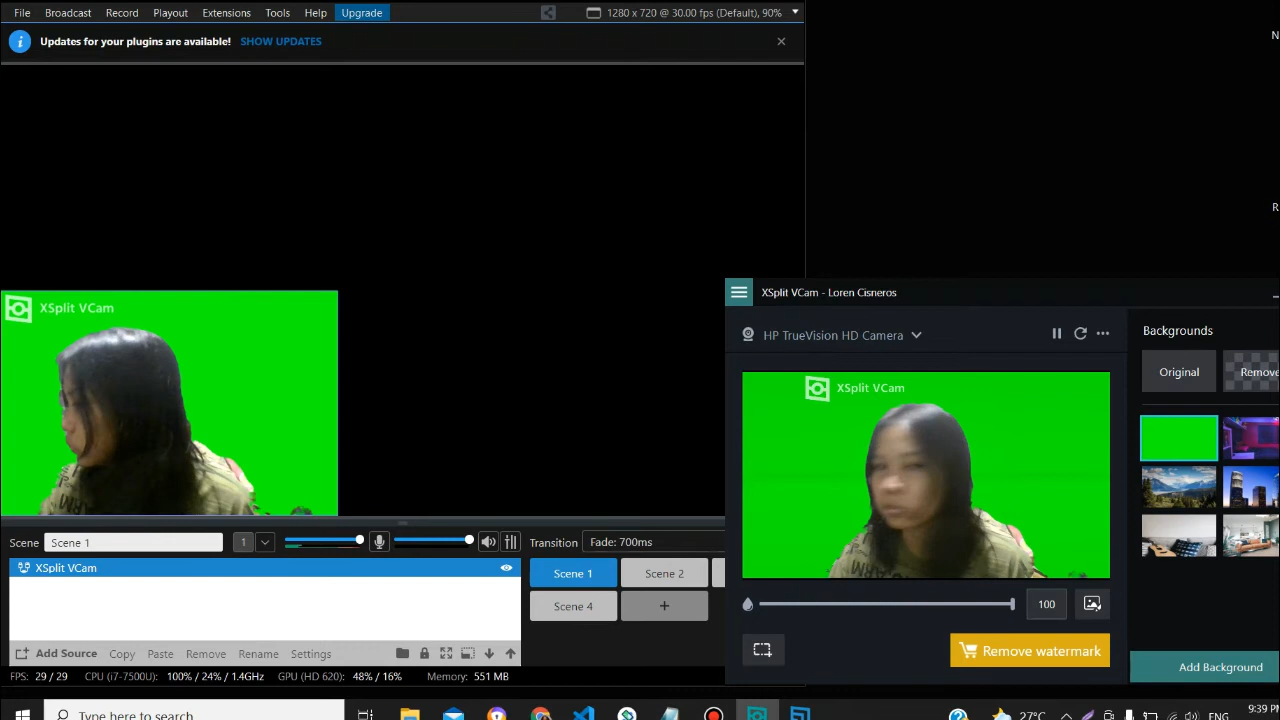 File Broadcast Record Playout Extensions Tools Help Upgrade 1280 x 720 @ 30.00 fps (Default), 90%
Updates for your plugins are available! SHOW UPDATES
XSplit VCam
XSplit VCam - Loren Cisneros
HP TrueVision HD Camera
Backgrounds
Original Remove
XSplit VCam
Scene Scene 1 1 Transition Fade: 700ms
XSplit VCam
Scene 1 Scene 2
Scene 4 +
100
Add Source Copy Paste Remove Rename Settings
Remove watermark
Add Background
FPS: 29 / 29 CPU (i7-7500U): 100% / 24% / 1.4GHz GPU (HD 620): 48% / 16% Memory: 551 MB
Type here to search
27°C ENG
9:39 PM